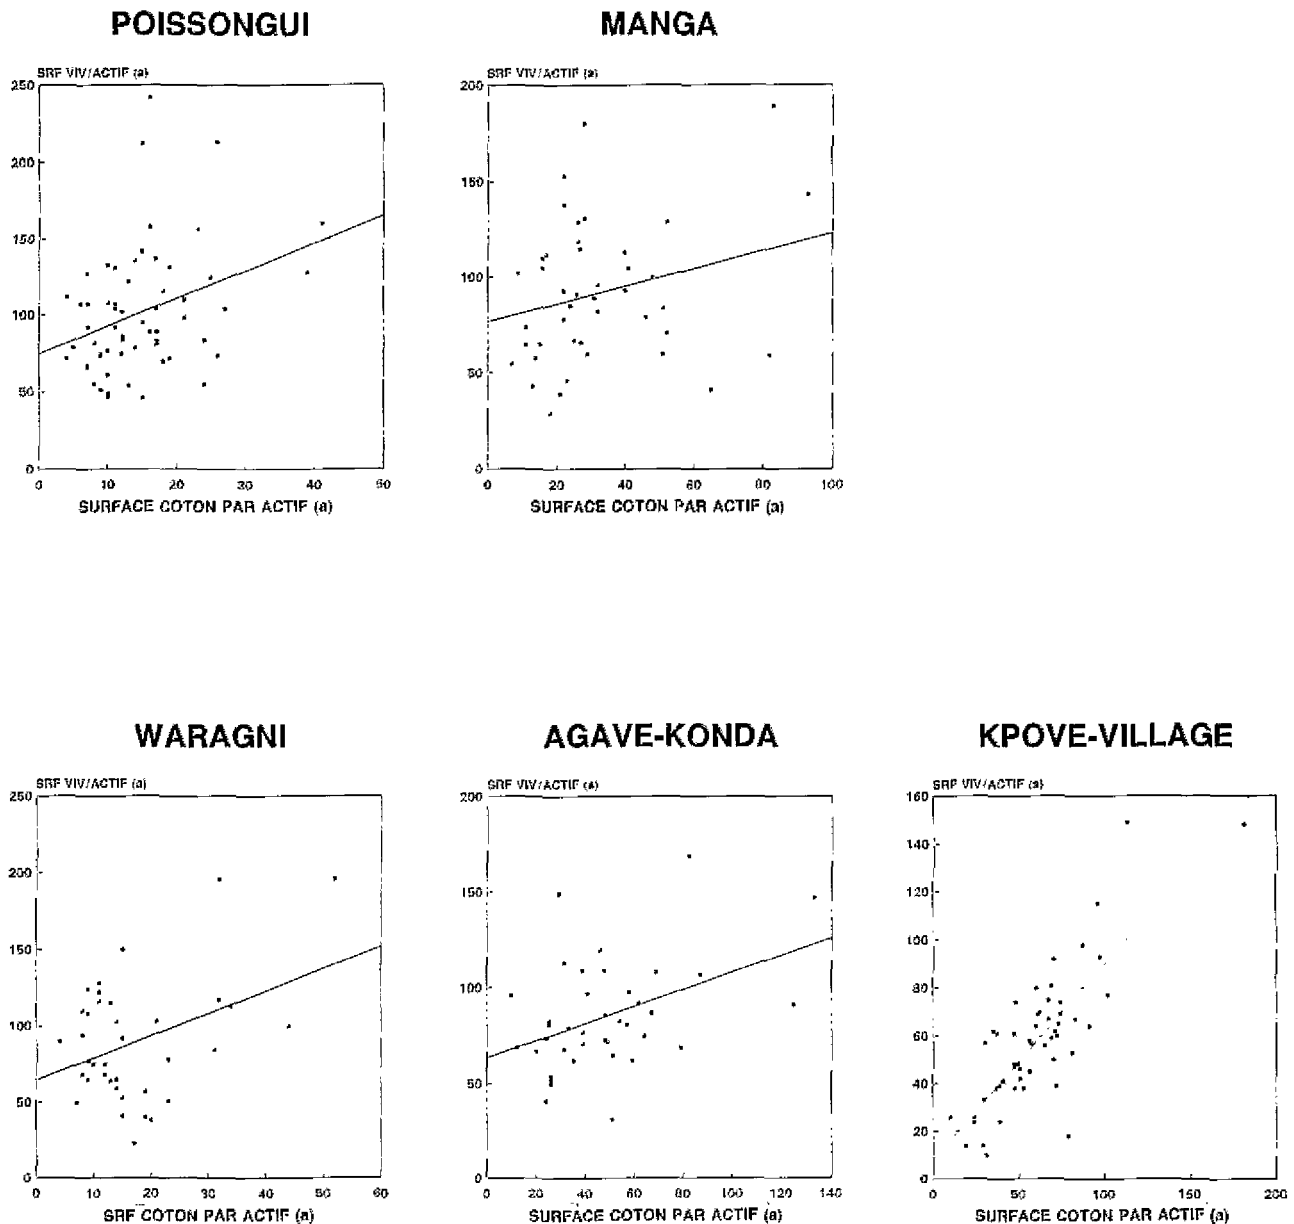 POISSONGUI
MANGA
SRF VIV/ACTIF (a)
SRF VIV/ACTIF (a)
250
200
150
100
50
0
0 10 20 30 40 50
SURFACE COTON PAR ACTIF (a)
200
150
100
50
0
0 20 40 60 80 100
SURFACE COTON PAR ACTIF (a)
WARAGNI
AGAVE-KONDA
KPOVE-VILLAGE
SRF VIV/ACTIF (a)
SRF VIV/ACTIF (a)
SRF VIV/ACTIF (a)
250
200
150
100
50
0
0 10 20 30 40 50 60
SRF COTON PAR ACTIF (a)
200
150
100
50
0
0 20 40 60 80 100 120 140
SURFACE COTON PAR ACTIF (a)
160
140
120
100
80
60
40
20
0
0 50 100 150 200
SURFACE COTON PAR ACTIF (a)